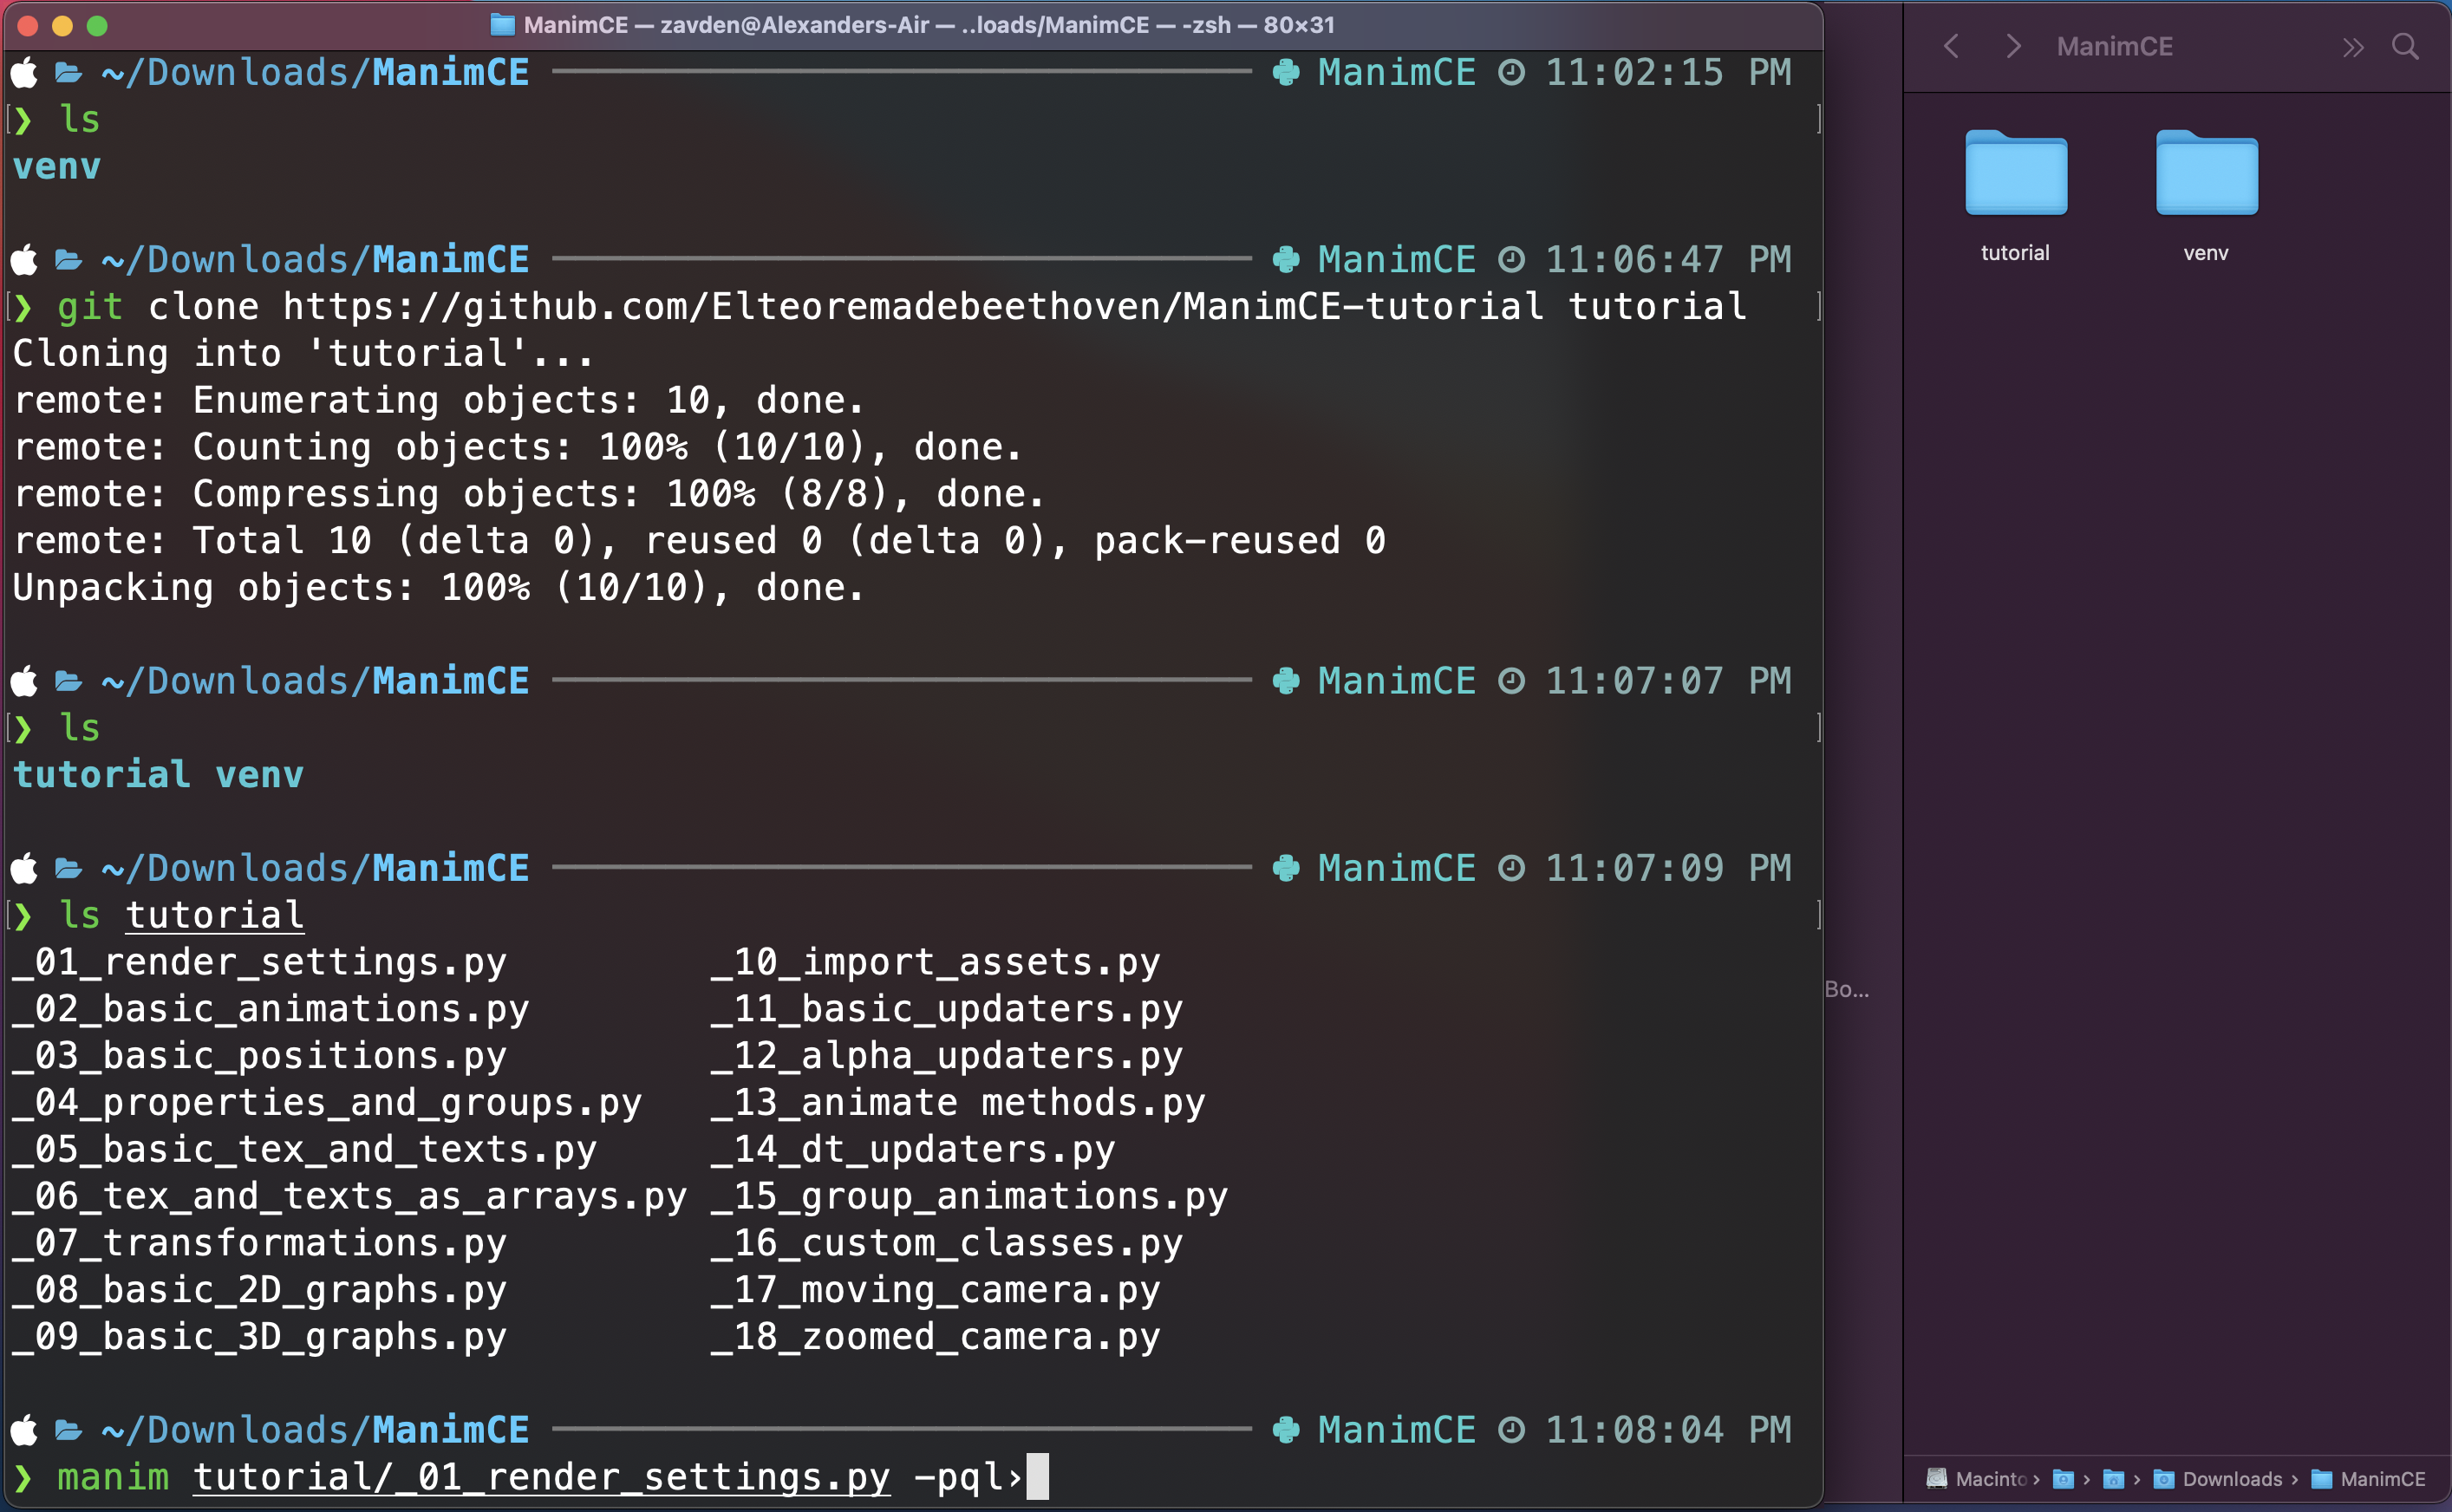 ManimCE — zavden@Alexanders-Air — ..loads/ManimCE — -zsh — 80×31
~/Downloads/ManimCE ManimCE 11:02:15 PM
❯ ls
venv
~/Downloads/ManimCE ManimCE 11:06:47 PM
❯ git clone https://github.com/Elteoremadebeethoven/ManimCE-tutorial tutorial
Cloning into 'tutorial'...
remote: Enumerating objects: 10, done.
remote: Counting objects: 100% (10/10), done.
remote: Compressing objects: 100% (8/8), done.
remote: Total 10 (delta 0), reused 0 (delta 0), pack-reused 0
Unpacking objects: 100% (10/10), done.
~/Downloads/ManimCE ManimCE 11:07:07 PM
❯ ls
tutorial venv
~/Downloads/ManimCE ManimCE 11:07:09 PM
❯ ls tutorial
_01_render_settings.py _10_import_assets.py
_02_basic_animations.py _11_basic_updaters.py
_03_basic_positions.py _12_alpha_updaters.py
_04_properties_and_groups.py _13_animate methods.py
_05_basic_tex_and_texts.py _14_dt_updaters.py
_06_tex_and_texts_as_arrays.py _15_group_animations.py
_07_transformations.py _16_custom_classes.py
_08_basic_2D_graphs.py _17_moving_camera.py
_09_basic_3D_graphs.py _18_zoomed_camera.py
~/Downloads/ManimCE ManimCE 11:08:04 PM
❯ manim tutorial/_01_render_settings.py -pql›
Bo...
ManimCE
tutorial
venv
Macinto › › › Downloads › ManimCE